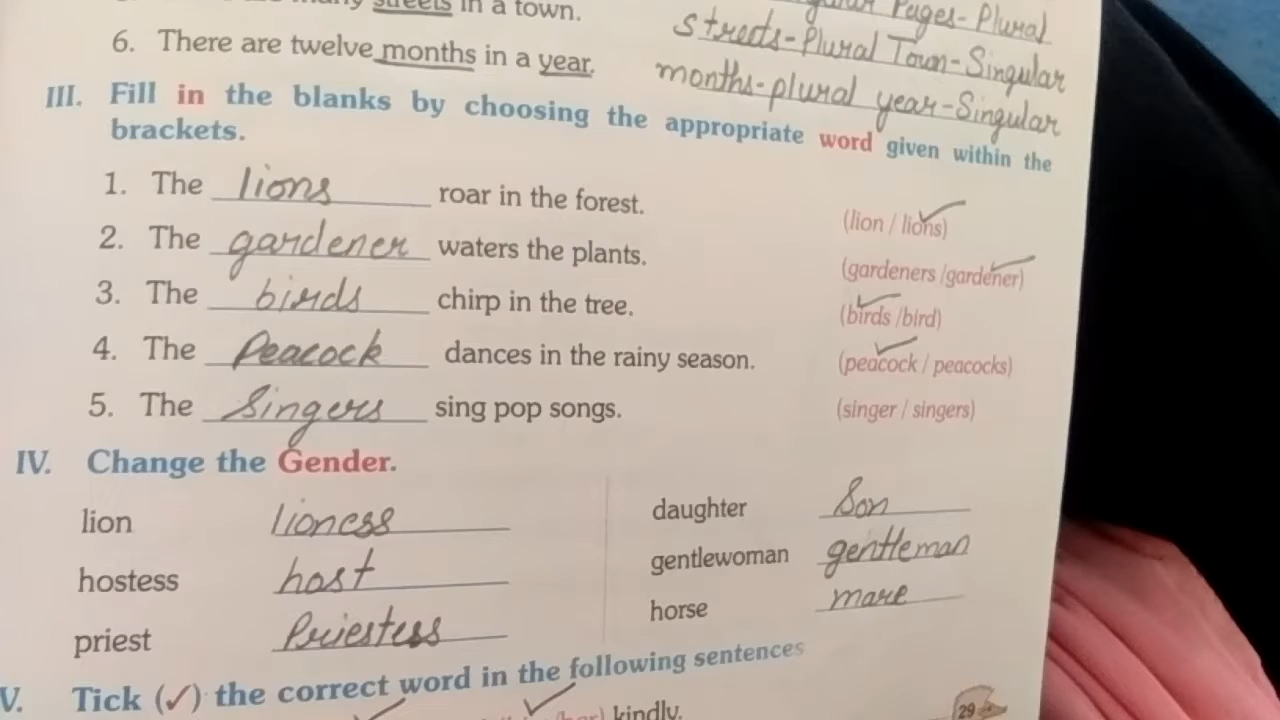 streets in a town.
Pages- Plural
streets-Plural Town-Singular
6. There are twelve months in a year.
months-plural year-Singular
III. Fill in the blanks by choosing the appropriate word given within the
brackets.
1. The lions roar in the forest. (lion / lions)
2. The gardener waters the plants. (gardeners /gardener)
3. The birds chirp in the tree. (birds /bird)
4. The Peacock dances in the rainy season. (peacock / peacocks)
5. The Singers sing pop songs. (singer / singers)
IV. Change the Gender.
lion lioness daughter Son
hostess host gentlewoman gentleman
priest Priestess horse mare
V. Tick (✓) the correct word in the following sentences
kindly.
29